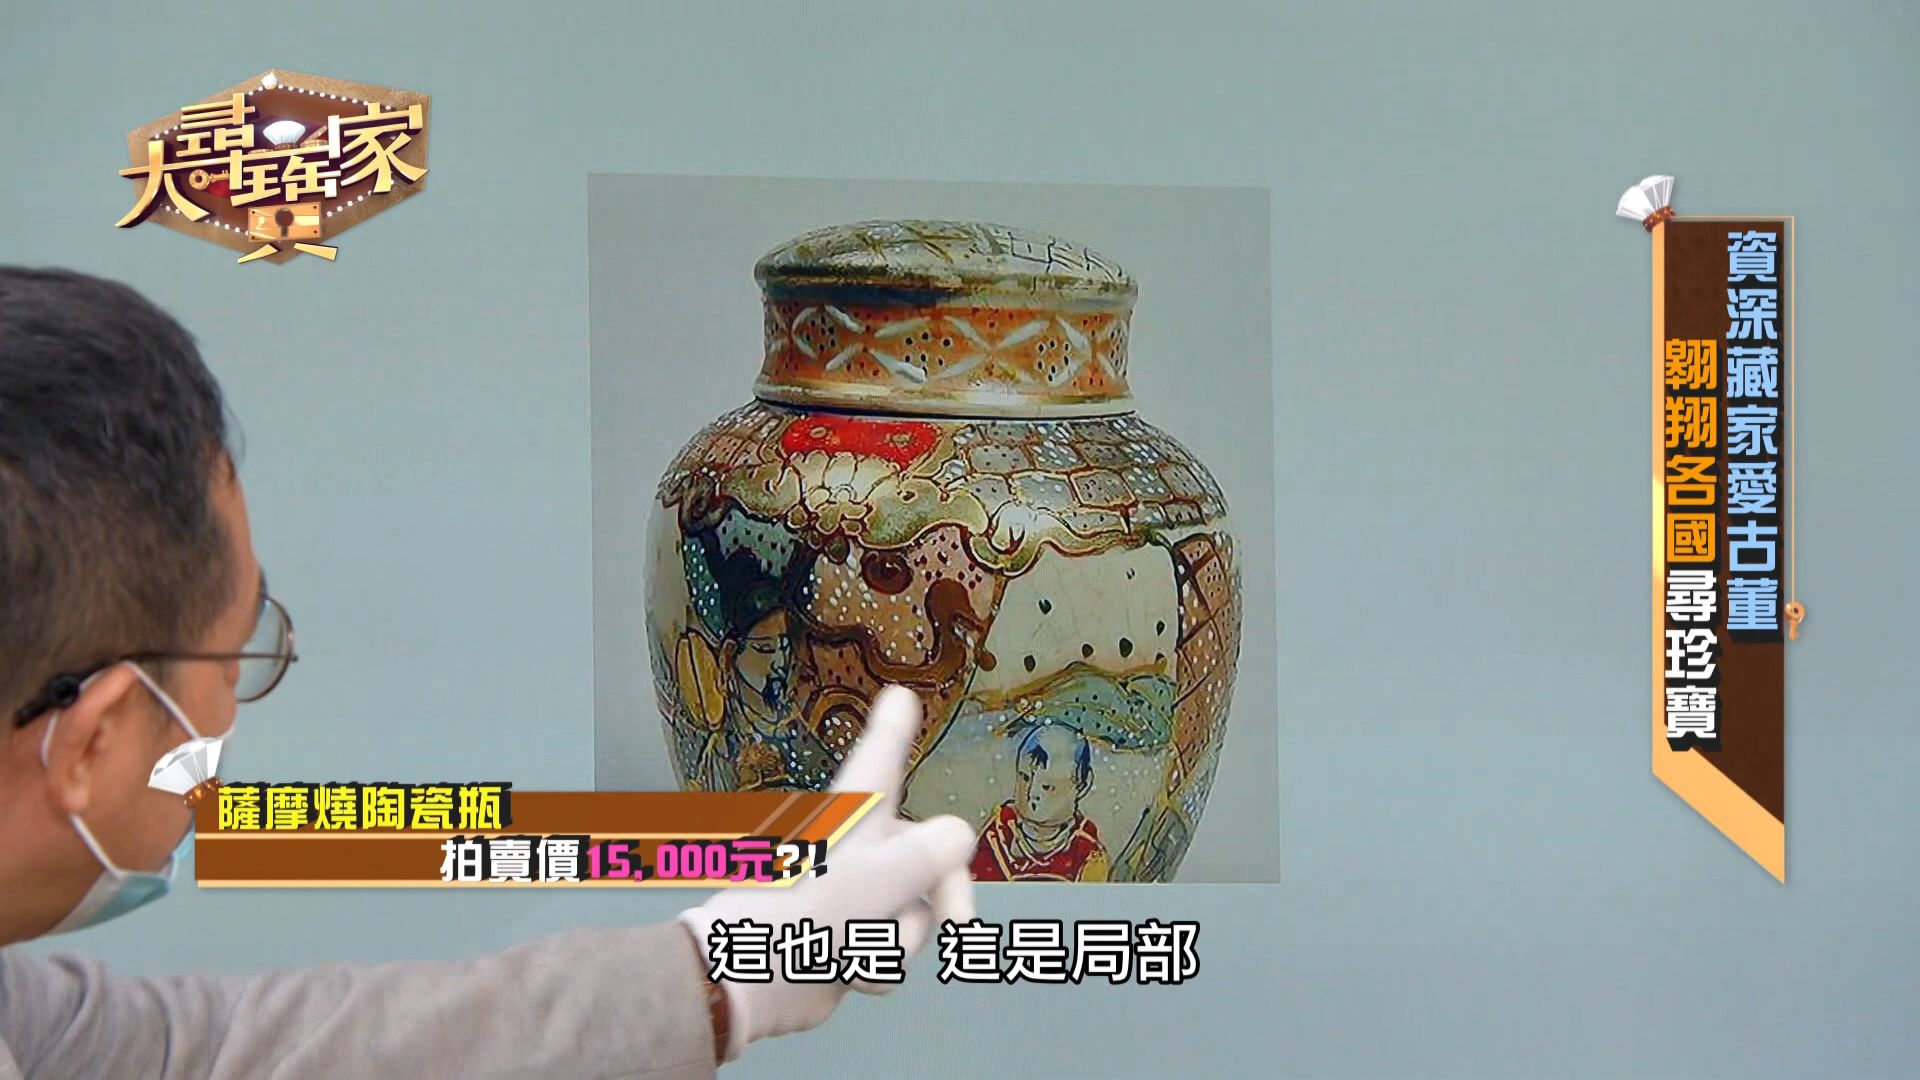 大尋寶家
資深藏家愛古董
翱翔各國尋珍寶
薩摩燒陶瓷瓶
拍賣價15,000元?!
這也是 這是局部